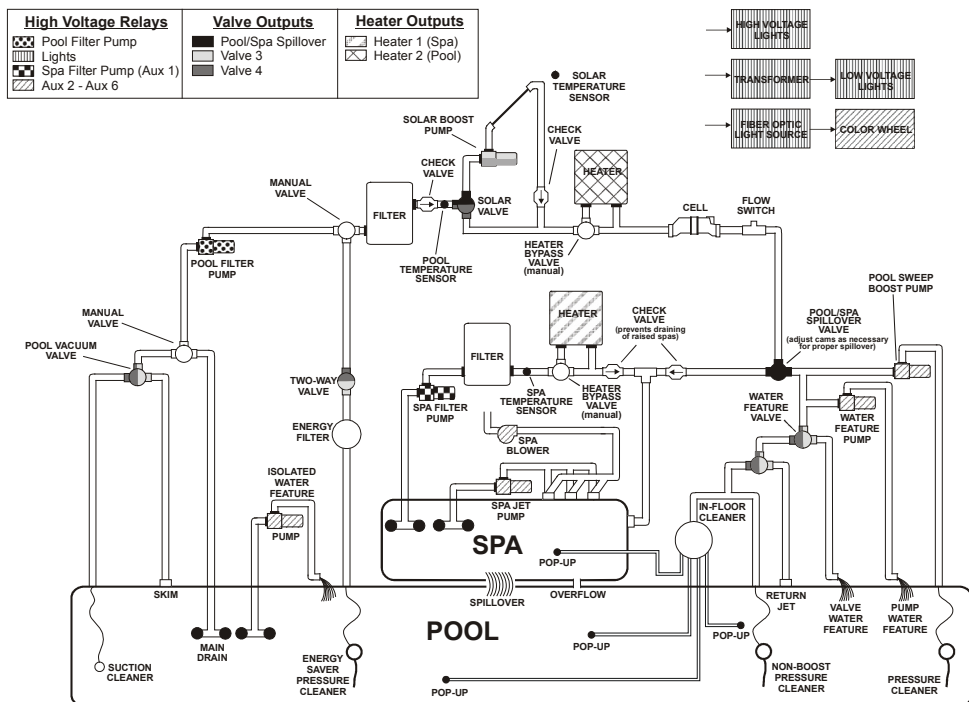 High Voltage Relays
Pool Filter Pump
Lights
Spa Filter Pump (Aux 1)
Aux 2 - Aux 6
Valve Outputs
Pool/Spa Spillover
Valve 3
Valve 4
Heater Outputs
Heater 1 (Spa)
Heater 2 (Pool)
HIGH VOLTAGE
LIGHTS
TRANSFORMER
LOW VOLTAGE
LIGHTS
FIBER OPTIC
LIGHT SOURCE
COLOR WHEEL
SOLAR
TEMPERATURE
SENSOR
SOLAR BOOST
PUMP
CHECK
VALVE
CHECK
VALVE
HEATER
MANUAL
VALVE
FILTER
SOLAR
VALVE
CELL
FLOW
SWITCH
POOL FILTER
PUMP
POOL
TEMPERATURE
SENSOR
HEATER
BYPASS
VALVE
(manual)
POOL SWEEP
BOOST PUMP
MANUAL
VALVE
POOL VACUUM
VALVE
HEATER
CHECK
VALVE
(prevents draining
of raised spas)
POOL/SPA
SPILLOVER
VALVE
(adjust cams as necessary
for proper spillover)
FILTER
TWO-WAY
VALVE
SPA FILTER
PUMP
SPA
TEMPERATURE
SENSOR
HEATER
BYPASS
VALVE
(manual)
WATER
FEATURE
VALVE
WATER
FEATURE
PUMP
ENERGY
FILTER
SPA
BLOWER
ISOLATED
WATER
FEATURE
PUMP
SPA JET
PUMP
IN-FLOOR
CLEANER
SPA
POP-UP
SKIM
SPILLOVER
OVERFLOW
RETURN
JET
VALVE
WATER
FEATURE
PUMP
WATER
FEATURE
POOL
MAIN
DRAIN
SUCTION
CLEANER
ENERGY
SAVER
PRESSURE
CLEANER
POP-UP
POP-UP
POP-UP
NON-BOOST
PRESSURE
CLEANER
PRESSURE
CLEANER